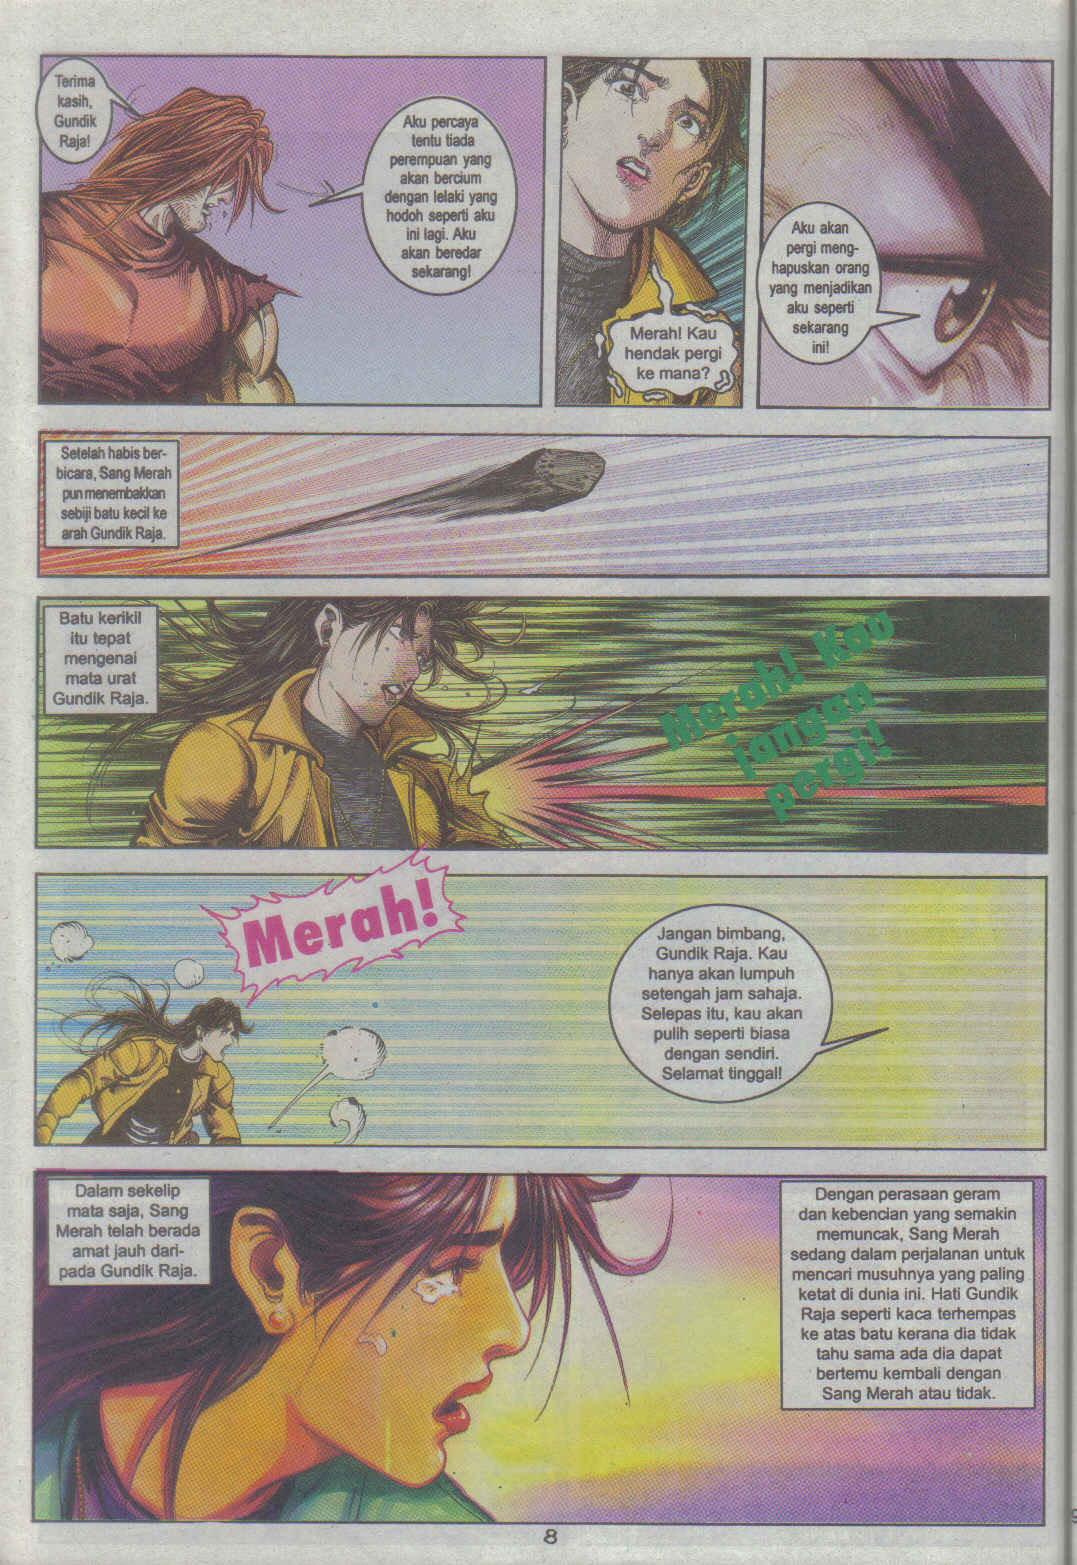 Terima
kasih,
Gundik
Raja!
Aku percaya
tentu tiada
perempuan yang
akan bercium
dengan lelaki yang
hodoh seperti aku
ini lagi. Aku
akan beredar
sekarang!
Merah! Kau
hendak pergi
ke mana?
Aku akan
pergi meng-
hapuskan orang
yang menjadikan
aku seperti
sekarang
ini!
Setelah habis ber-
bicara, Sang Merah
pun menembakkan
sebiji batu kecil ke
arah Gundik Raja.
Batu kerikil
itu tepat
mengenai
mata urat
Gundik Raja.
Merah! Kau
jangan
pergi!
Merah!
Jangan bimbang,
Gundik Raja. Kau
hanya akan lumpuh
setengah jam sahaja.
Selepas itu, kau akan
pulih seperti biasa
dengan sendiri.
Selamat tinggal!
Dalam sekelip
mata saja, Sang
Merah telah berada
amat jauh dari-
pada Gundik Raja.
Dengan perasaan geram
dan kebencian yang semakin
memuncak, Sang Merah
sedang dalam perjalanan untuk
mencari musuhnya yang paling
ketat di dunia ini. Hati Gundik
Raja seperti kaca terhempas
ke atas batu kerana dia tidak
tahu sama ada dia dapat
bertemu kembali dengan
Sang Merah atau tidak.
8
9